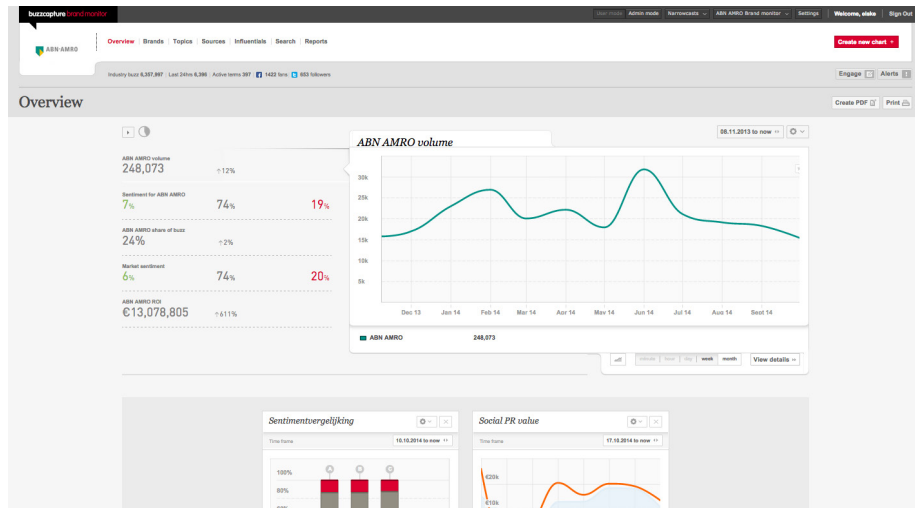 buzzcapture brand monitor
User mode Admin mode Narrowcasts ABN AMRO Brand monitor Settings Welcome, elske Sign Out
ABN·AMRO
Overview Brands Topics Sources Influentials Search Reports
Create new chart +
Industry buzz 8,357,997 Last 24hrs 6,366 Active terms 397 1422 fans 603 followers
Engage Alerts
Overview
Create PDF Print
ABN AMRO volume
08.11.2013 to now
ABN AMRO volume
248,073 ↑12%
Sentiment for ABN AMRO
7% 74% 19%
ABN AMRO share of buzz
24% ↑2%
Market sentiment
6% 74% 20%
ABN AMRO ROI
€13,078,805 ↑611%
30k
25k
20k
15k
10k
5k
Dec 13 Jan 14 Feb 14 Mar 14 Apr 14 May 14 Jun 14 Jul 14 Aug 14 Sept 14
ABN AMRO 248,073
minute hour day week month View details
Sentimentvergelijking
Time frame 10.10.2014 to now
100%
80%
A B C
Social PR value
Time frame 17.10.2014 to now
€20k
€10k